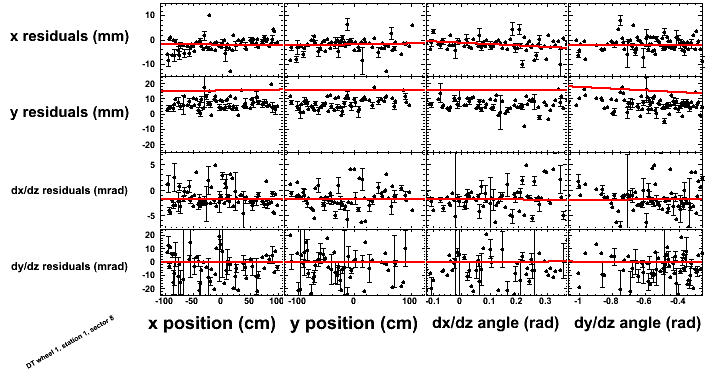 x residuals (mm)
10
0
-10
y residuals (mm)
20
10
0
-10
-20
dx/dz residuals (mrad)
5
0
-5
dy/dz residuals (mrad)
20
10
0
-10
-20
-100 -50 0 50 100 -100 0 100 -0.1 0 0.1 0.2 0.3 -1 -0.8 -0.6 -0.4
x position (cm) y position (cm) dx/dz angle (rad) dy/dz angle (rad)
DT wheel 1, station 1, sector 8